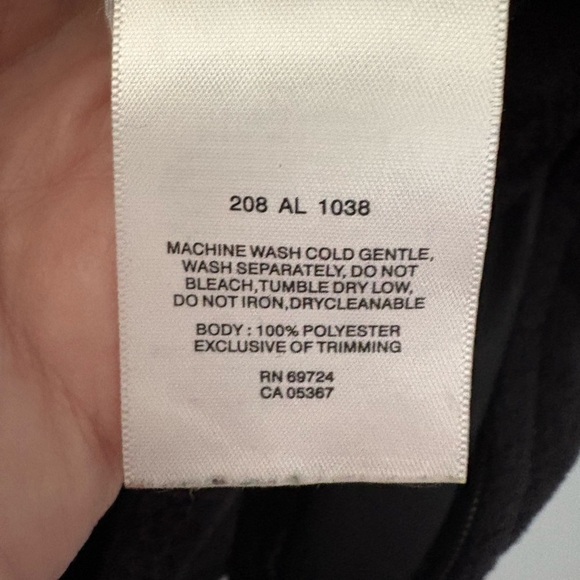 208 AL 1038
MACHINE WASH COLD GENTLE,
WASH SEPARATELY, DO NOT
BLEACH,TUMBLE DRY LOW,
DO NOT IRON,DRYCLEANABLE
BODY : 100% POLYESTER
EXCLUSIVE OF TRIMMING
RN 69724
CA 05367